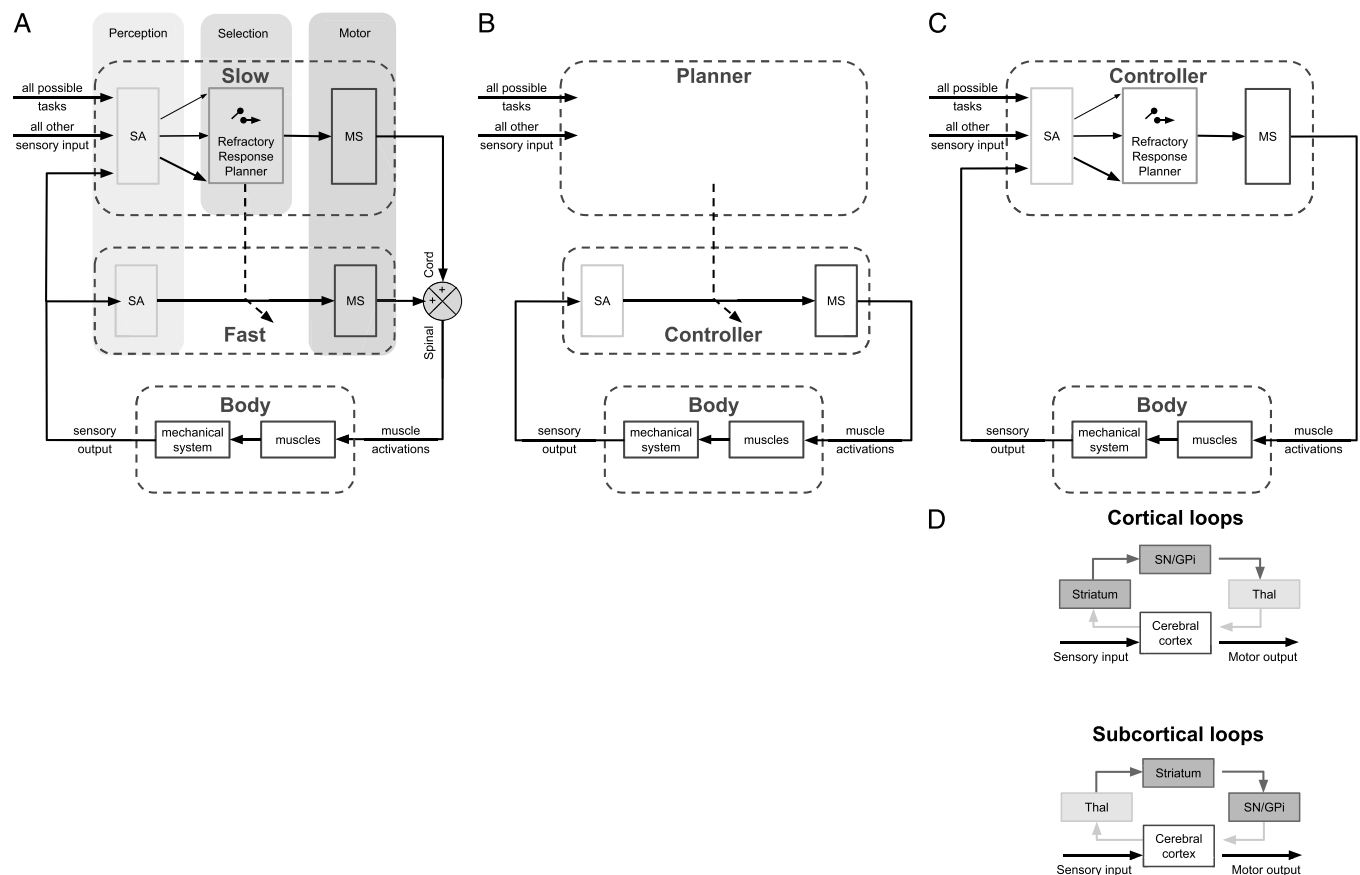 A
Perception
Selection
Motor
Slow
all possible
tasks
all other
sensory input
SA
Refractory
Response
Planner
MS
Cord
+
+
Spinal
SA
MS
Fast
Body
sensory
output
mechanical
system
muscles
muscle
activations
B
Planner
all possible
tasks
all other
sensory input
SA
MS
Controller
Body
sensory
output
mechanical
system
muscles
muscle
activations
C
Controller
all possible
tasks
all other
sensory input
SA
Refractory
Response
Planner
MS
Body
sensory
output
mechanical
system
muscles
muscle
activations
D
Cortical loops
SN/GPi
Striatum
Thal
Cerebral
cortex
Sensory input
Motor output
Subcortical loops
Striatum
Thal
SN/GPi
Cerebral
cortex
Sensory input
Motor output